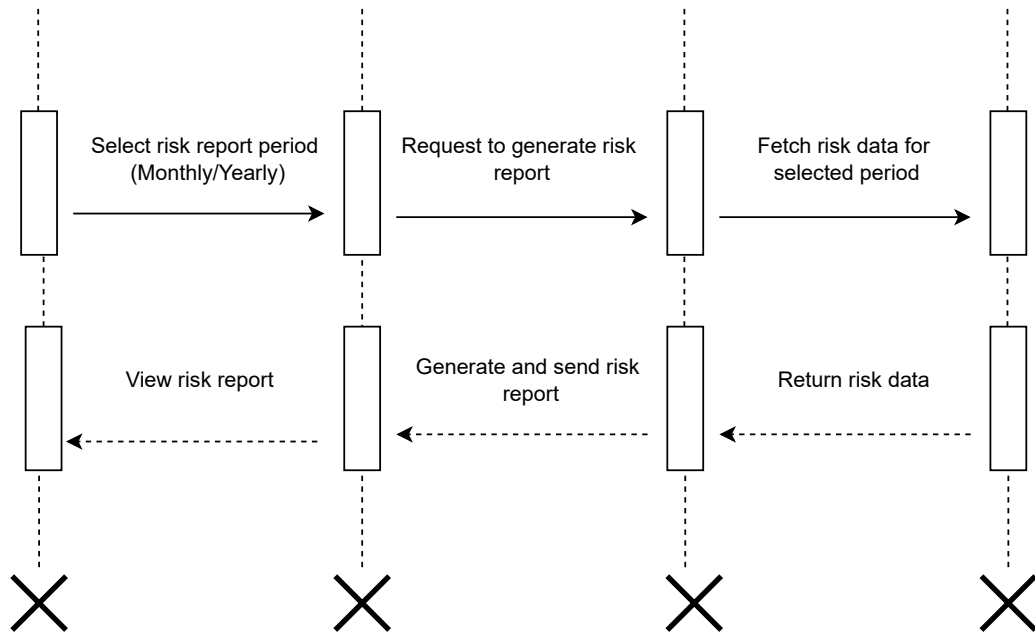 Select risk report period
(Monthly/Yearly)
Request to generate risk
report
Fetch risk data for
selected period
View risk report
Generate and send risk
report
Return risk data